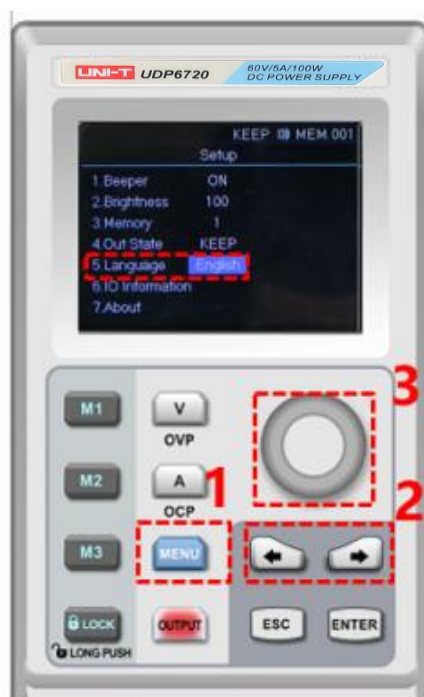 UNI-T UDP6720 60V/5A/100W
DC POWER SUPPLY
KEEP MEM 001
Setup
1.Beeper ON
2.Brightness 100
3.Memory 1
4.Out State KEEP
5.Language English
6.IO Information
7.About
3
M1 V
OVP
M2 A 1 2
OCP
M3 MENU
LOCK OUTPUT ESC ENTER
LONG PUSH